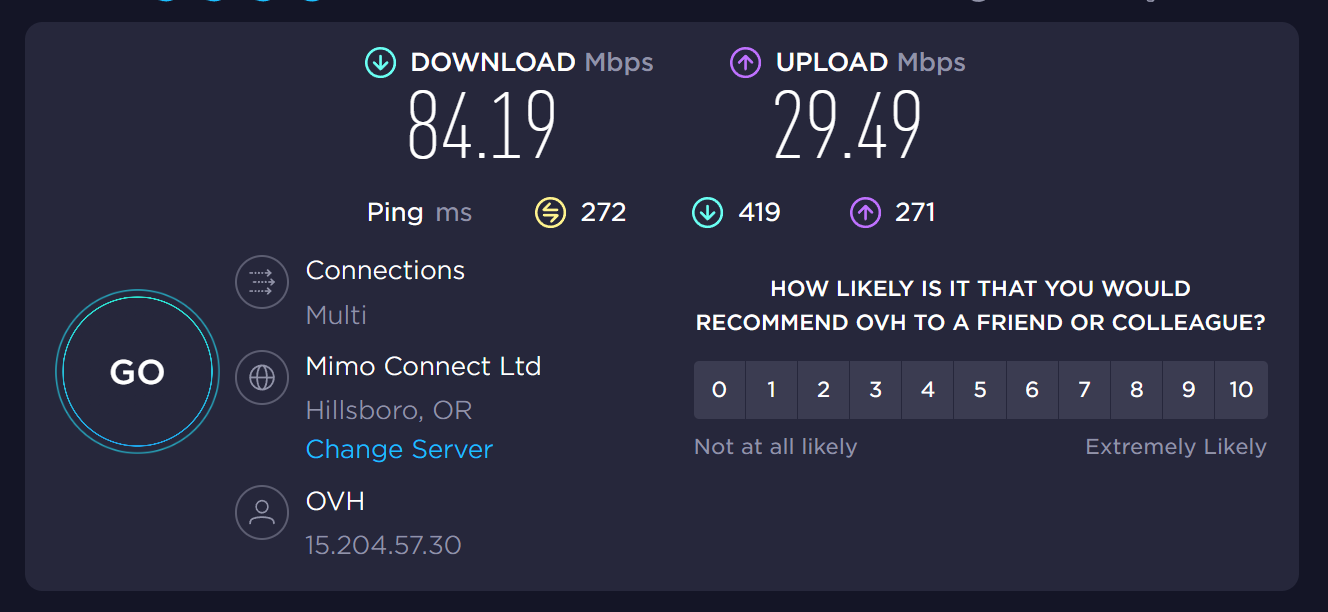 DOWNLOAD Mbps
84.19
UPLOAD Mbps
29.49
Ping ms 272 419 271
GO
Connections
Multi
Mimo Connect Ltd
Hillsboro, OR
Change Server
OVH
15.204.57.30
HOW LIKELY IS IT THAT YOU WOULD
RECOMMEND OVH TO A FRIEND OR COLLEAGUE?
0 1 2 3 4 5 6 7 8 9 10
Not at all likely Extremely Likely